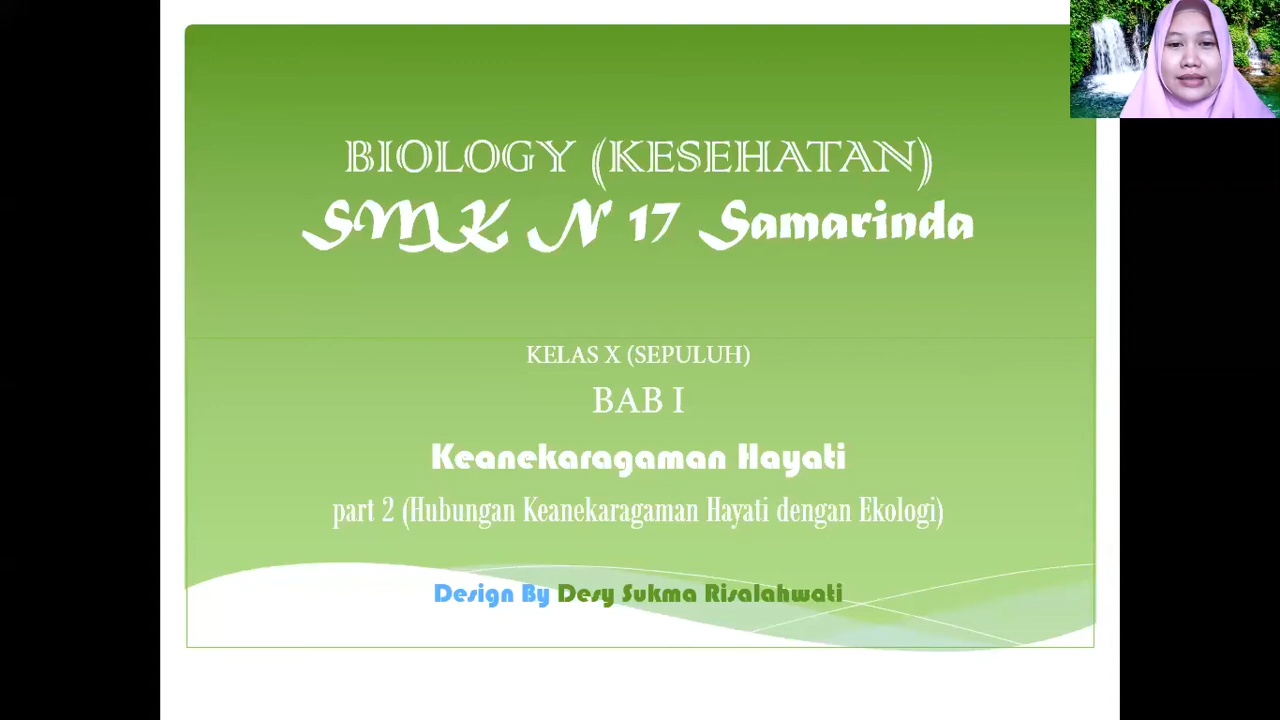 BIOLOGY (KESEHATAN)
SMK N 17 Samarinda
KELAS X (SEPULUH)
BAB I
Keanekaragaman Hayati
part 2 (Hubungan Keanekaragaman Hayati dengan Ekologi)
Design By Desy Sukma Risalahwati